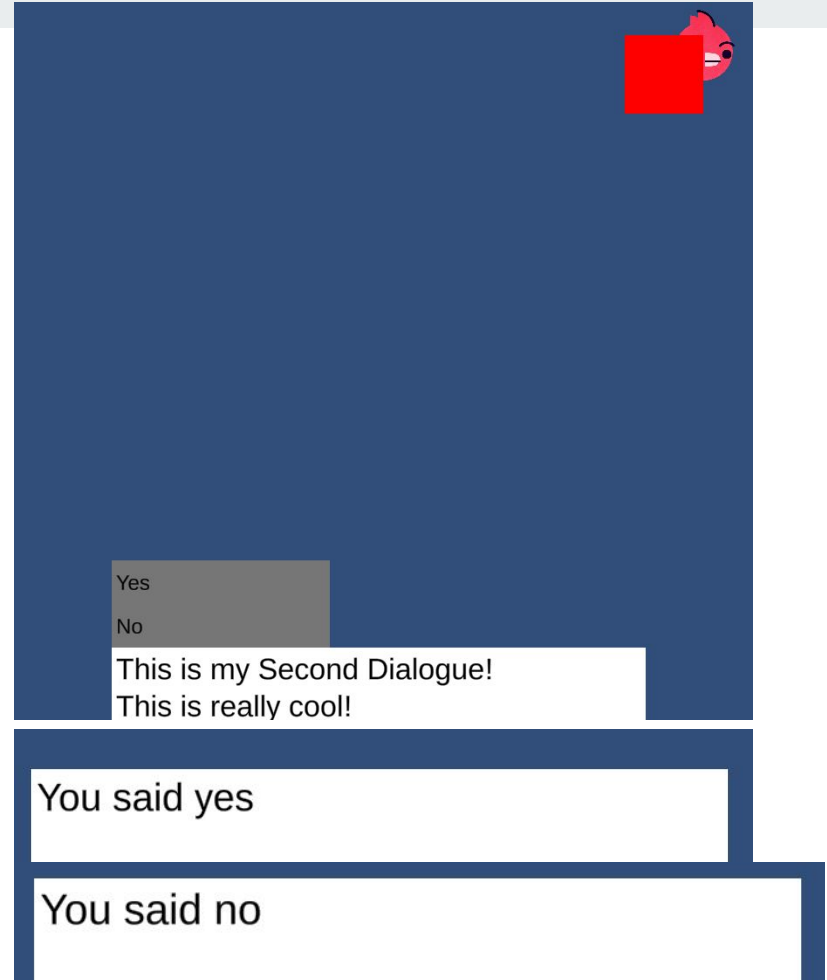 Yes
No
This is my Second Dialogue!
This is really cool!
You said yes
You said no